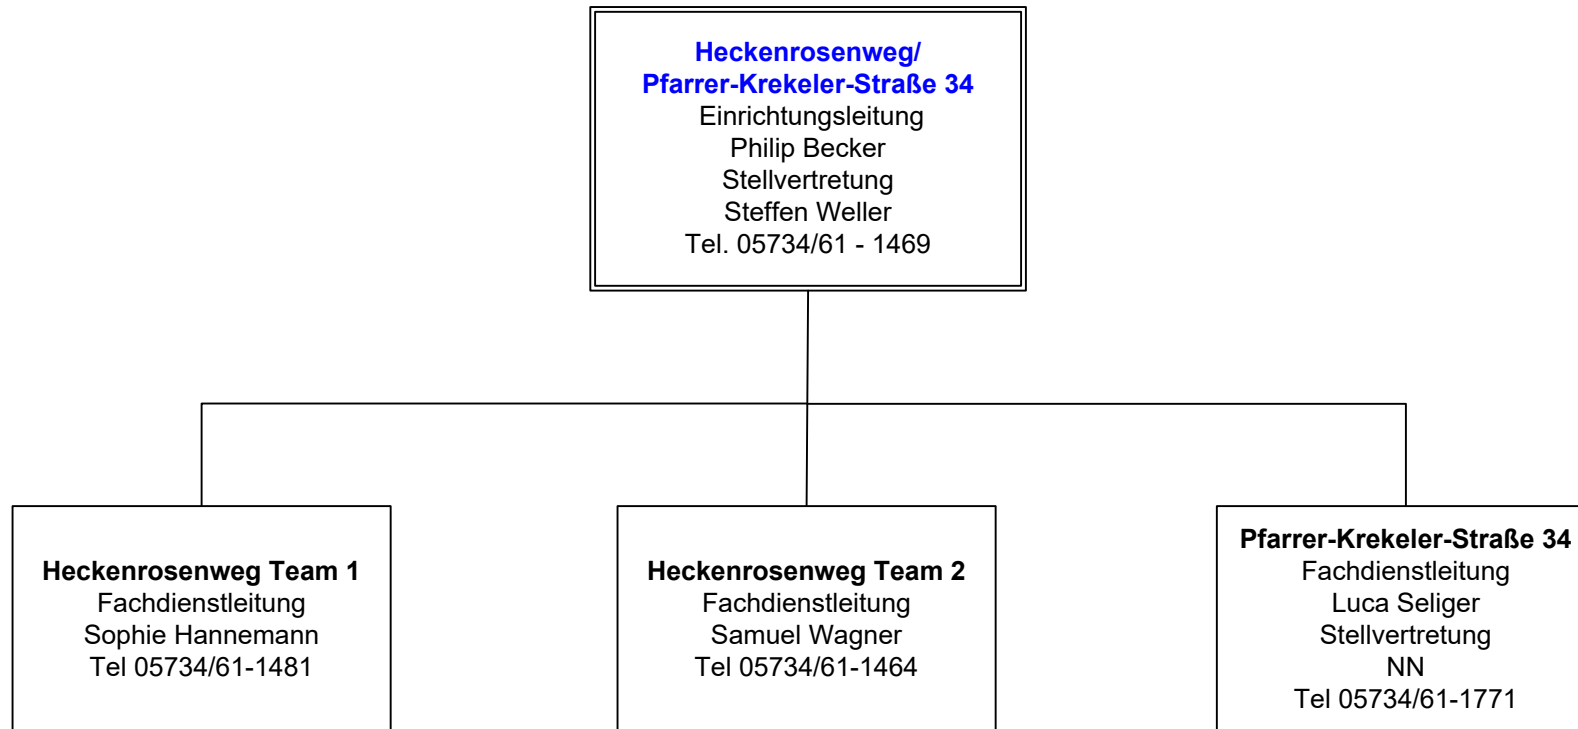 Heckenrosenweg/
Pfarrer-Krekeler-Straße 34
Einrichtungsleitung
Philip Becker
Stellvertretung
Steffen Weller
Tel. 05734/61 - 1469
Heckenrosenweg Team 1
Fachdienstleitung
Sophie Hannemann
Tel 05734/61-1481
Heckenrosenweg Team 2
Fachdienstleitung
Samuel Wagner
Tel 05734/61-1464
Pfarrer-Krekeler-Straße 34
Fachdienstleitung
Luca Seliger
Stellvertretung
NN
Tel 05734/61-1771